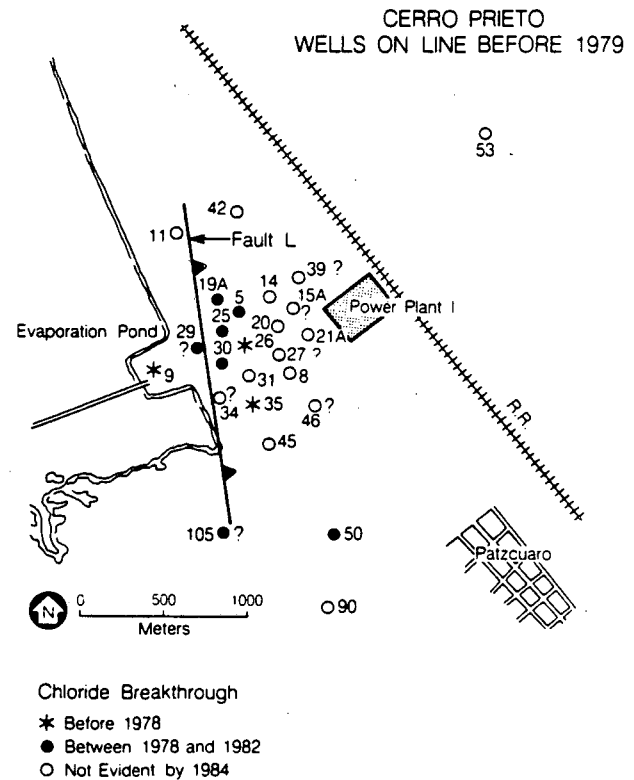 CERRO PRIETO
WELLS ON LINE BEFORE 1979
53
42
11
Fault L
39 ?
14
19A
5
15A
?
Power Plant I
25
20
Evaporation Pond
29
?
26
21A
30
27 ?
9
31
8
?
34
35
?
46
45
R.R.
105 ?
50
Patzcuaro
N
0 500 1000
Meters
90
Chloride Breakthrough
Before 1978
Between 1978 and 1982
Not Evident by 1984